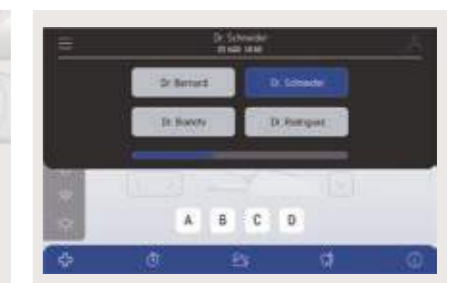 Dr. Schneider
Dr. Bernard
Dr. Schneider
Dr. Bianchi
Dr. Rodriguez
A B C D